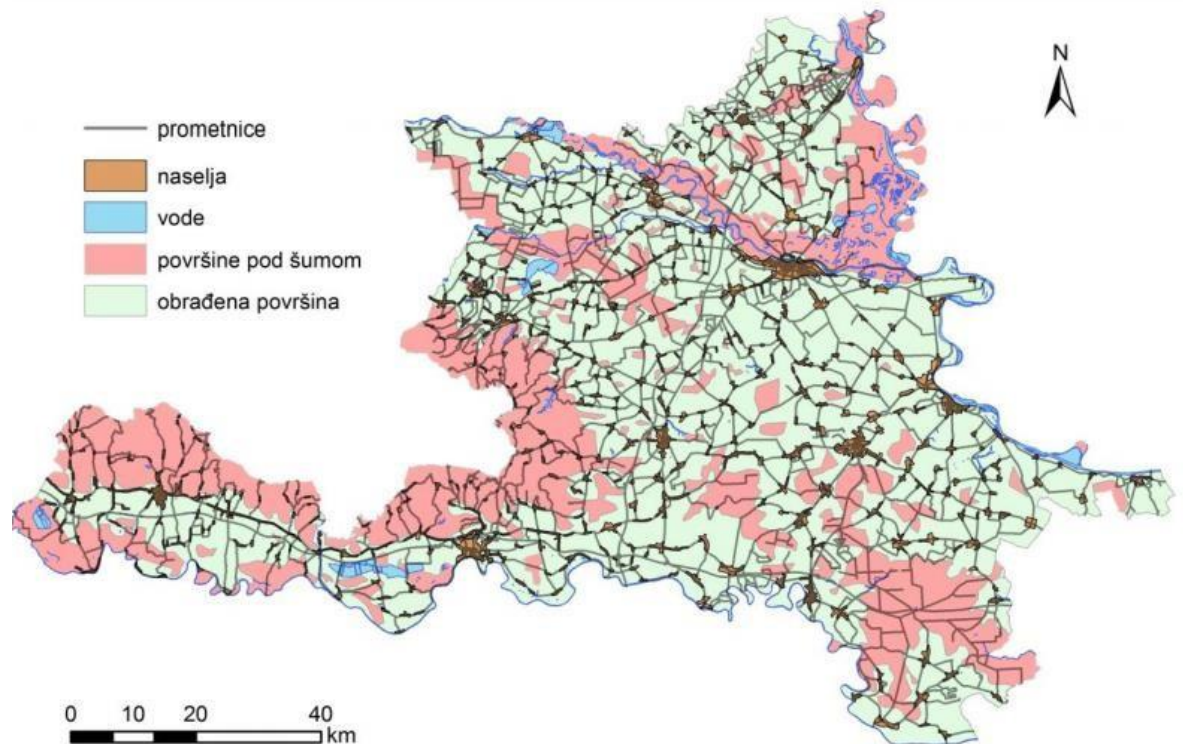 N
prometnice
naselja
vode
površine pod šumom
obrađena površina
0 10 20 40
km